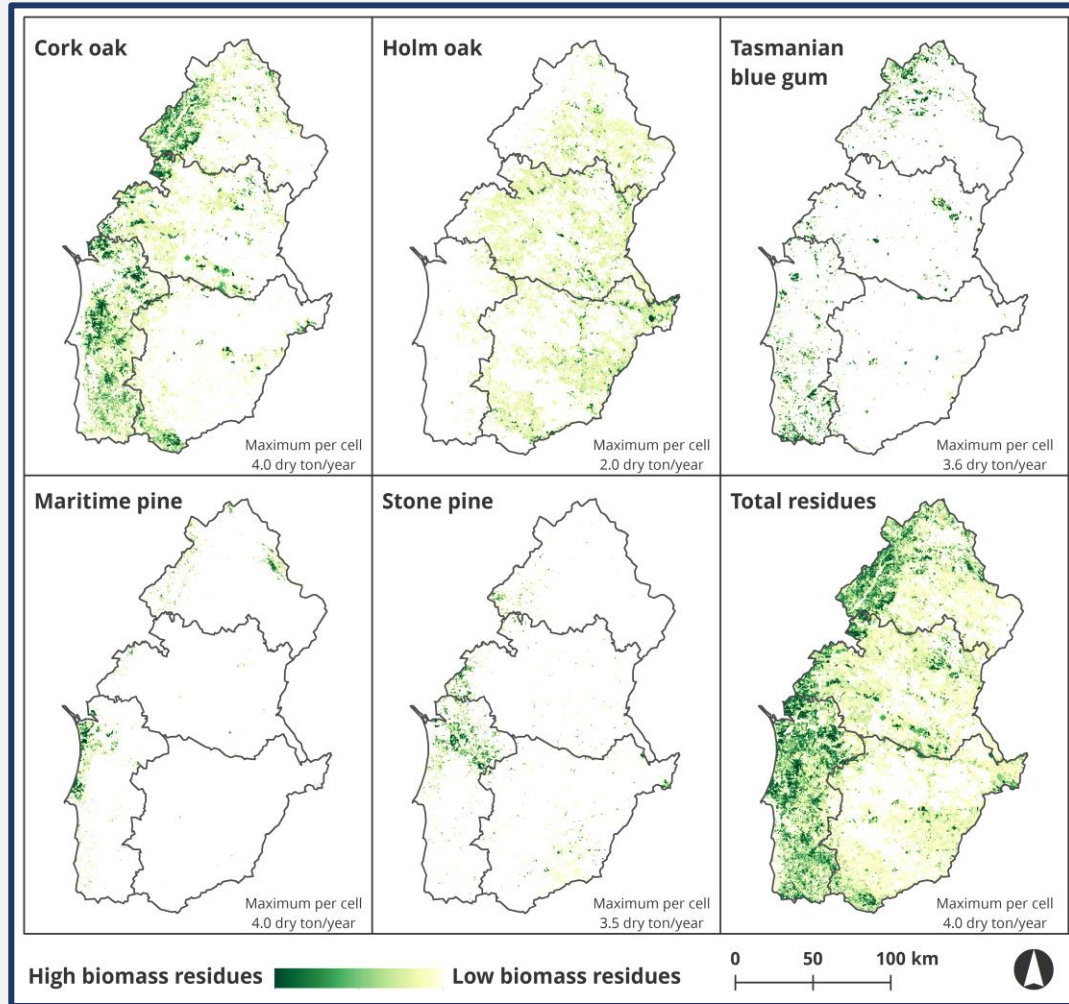 Cork oak
Maximum per cell
4.0 dry ton/year
Holm oak
Maximum per cell
2.0 dry ton/year
Tasmanian
blue gum
Maximum per cell
3.6 dry ton/year
Maritime pine
Maximum per cell
4.0 dry ton/year
Stone pine
Maximum per cell
3.5 dry ton/year
Total residues
Maximum per cell
4.0 dry ton/year
High biomass residues Low biomass residues
0 50 100 km